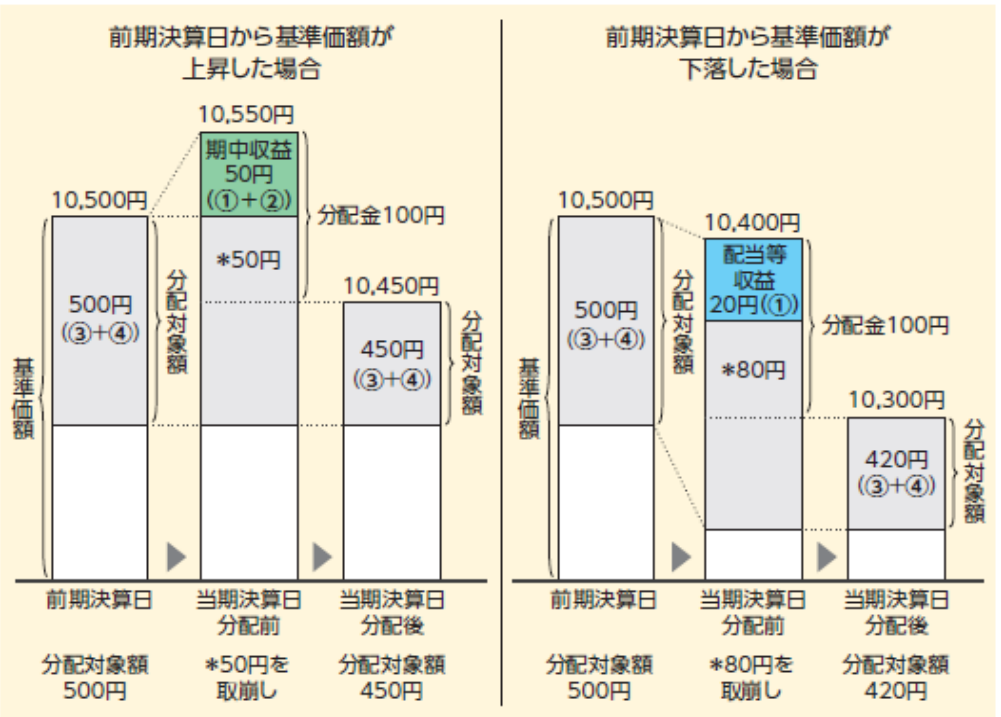 前期決算日から基準価額が
上昇した場合
10,550円
期中収益
50円
(①+②)
10,500円
分配金100円
*50円
10,450円
500円
(③+④)
分配対象額
450円
(③+④)
分配対象額
基準価額
前期決算日
当期決算日
分配前
当期決算日
分配後
分配対象額
500円
*50円を
取崩し
分配対象額
450円
前期決算日から基準価額が
下落した場合
10,500円
10,400円
配当等
収益
20円(①)
500円
(③+④)
分配対象額
分配金100円
*80円
10,300円
基準価額
420円
(③+④)
分配対象額
前期決算日
当期決算日
分配前
当期決算日
分配後
分配対象額
500円
*80円を
取崩し
分配対象額
420円